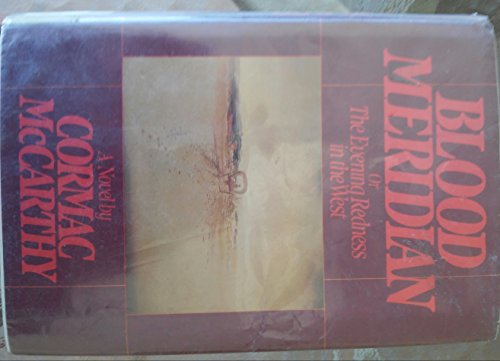 BLOOD
MERIDIAN
Or
The Evening Redness
in the West
A Novel by
CORMAC
McCARTHY